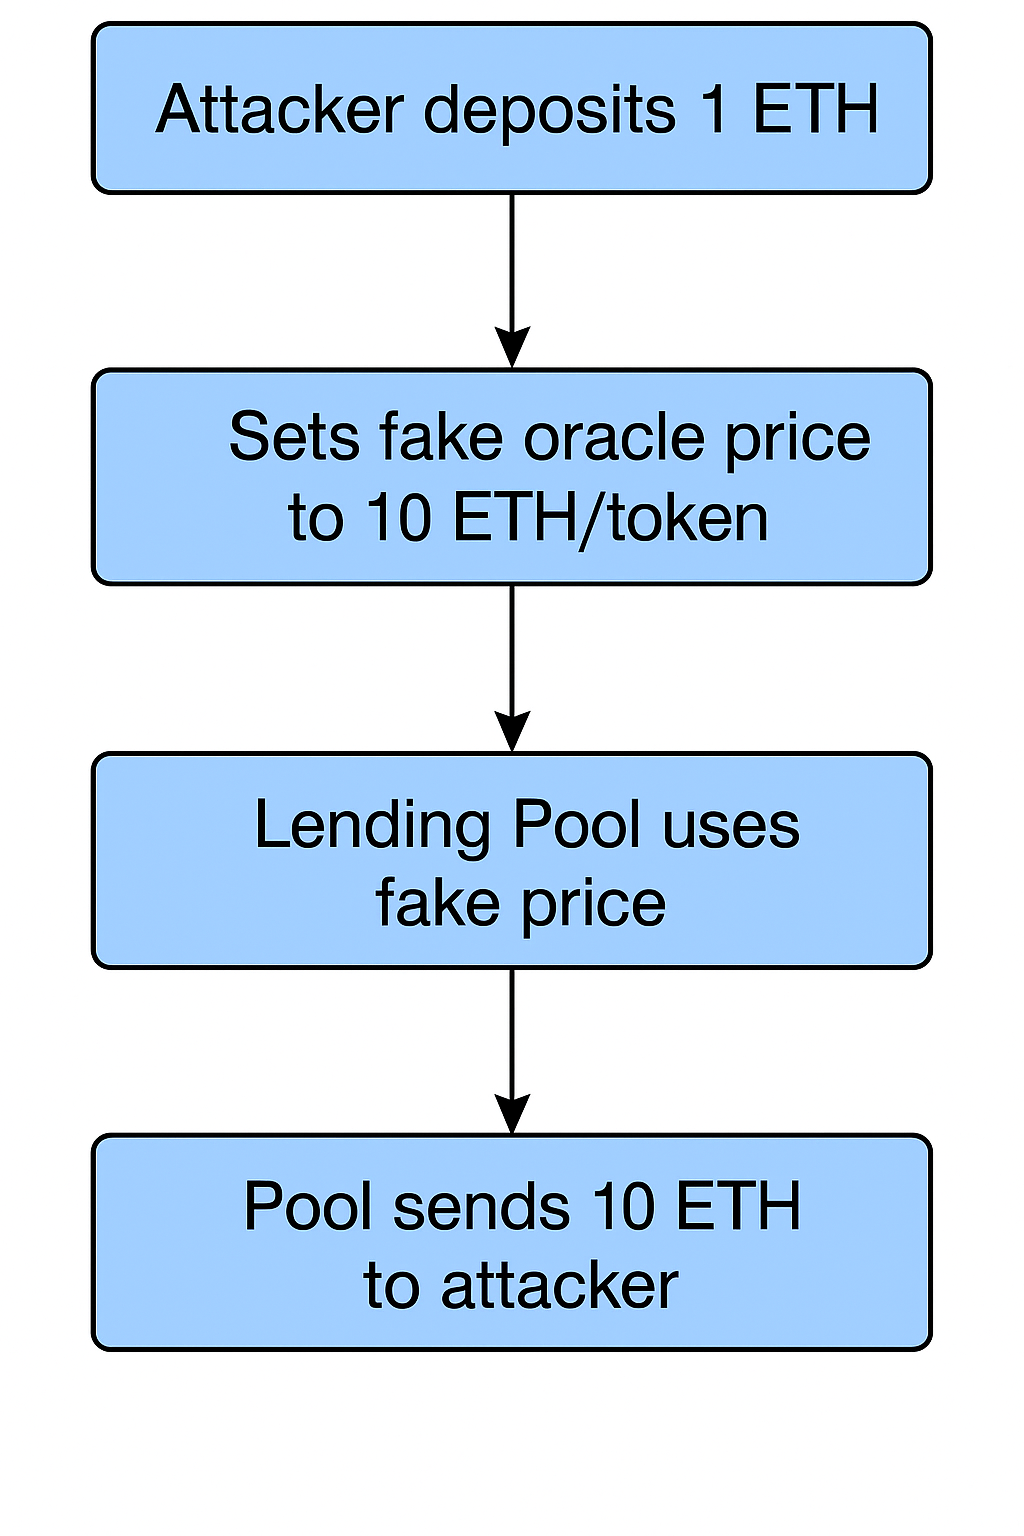 Attacker deposits 1 ETH
Sets fake oracle price
to 10 ETH/token
Lending Pool uses
fake price
Pool sends 10 ETH
to attacker